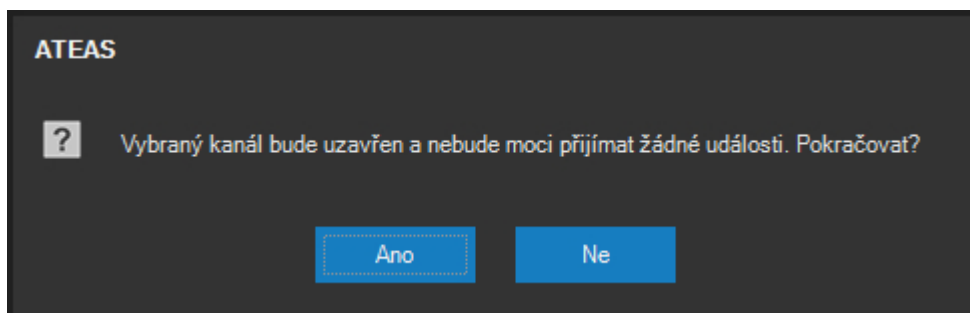 ATEAS
? Vybraný kanál bude uzavřen a nebude moci přijímat žádné události. Pokračovat?
Ano Ne